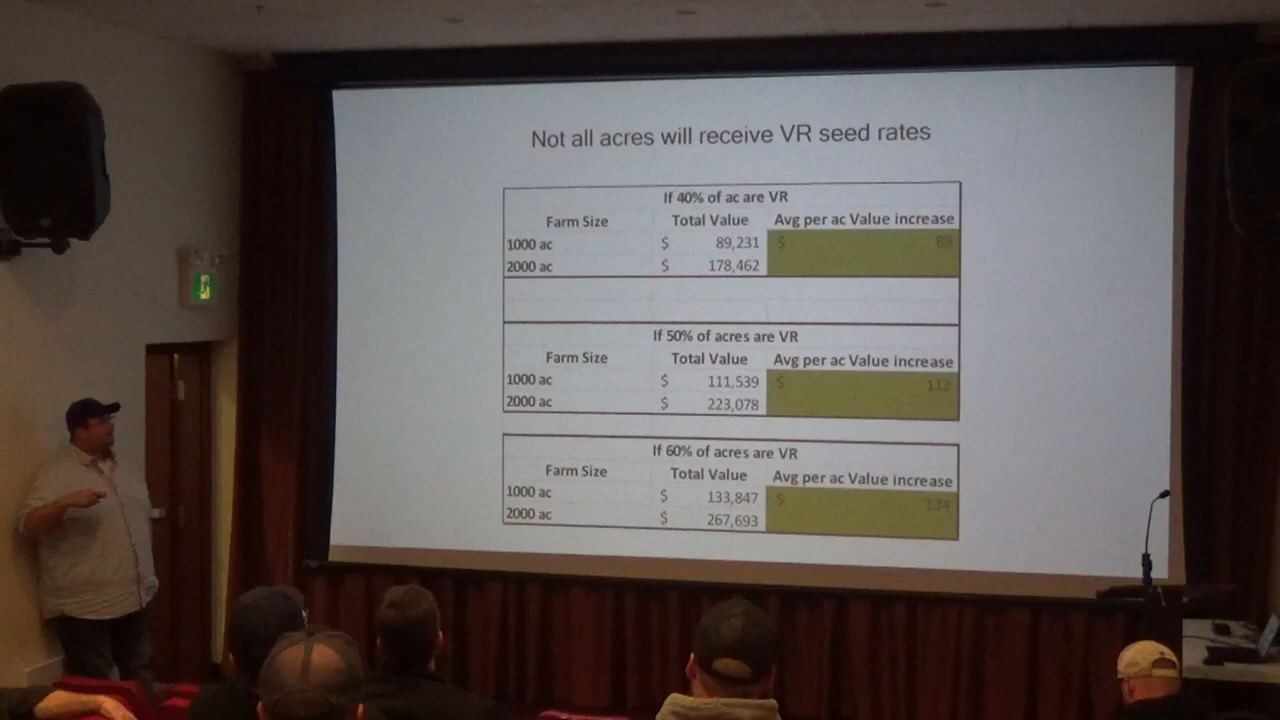 Not all acres will receive VR seed rates
If 40% of ac are VR
Farm Size Total Value Avg per ac Value increase
1000 ac $ 89,231 $ 89
2000 ac $ 178,462
If 50% of acres are VR
Farm Size Total Value Avg per ac Value increase
1000 ac $ 111,539 $ 112
2000 ac $ 223,078
If 60% of acres are VR
Farm Size Total Value Avg per ac Value increase
1000 ac $ 133,847 $ 134
2000 ac $ 267,693